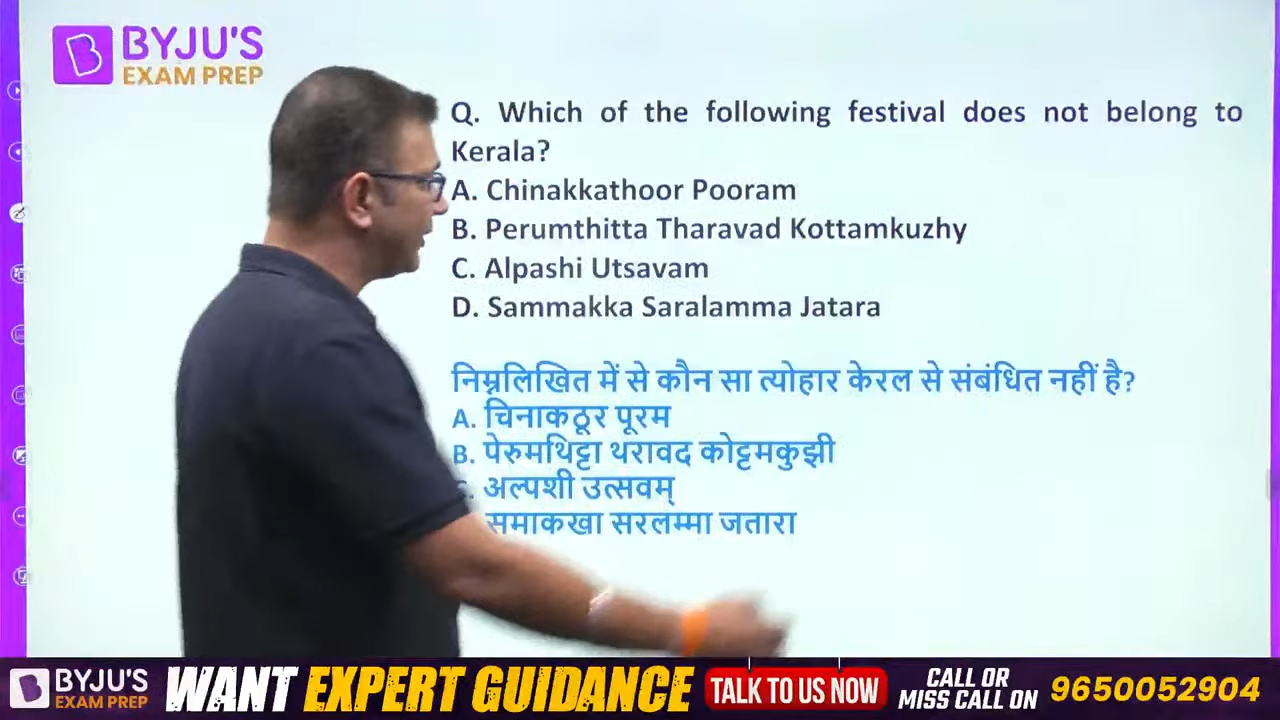 BYJU'S
EXAM PREP
Q. Which of the following festival does not belong to
Kerala?
A. Chinakkathoor Pooram
B. Perumthitta Tharavad Kottamkuzhy
C. Alpashi Utsavam
D. Sammakka Saralamma Jatara
निम्नलिखित में से कौन सा त्योहार केरल से संबंधित नहीं है?
A. चिनाकठूर पूरम
B. पेरुमथिट्टा थरावद कोट्टमकुझी
अल्पशी उत्सवम्
समाकखा सरलम्मा जतारा
BYJU'S
EXAM PREP
WANT EXPERT GUIDANCE
TALK TO US NOW
CALL OR
MISS CALL ON
9650052904